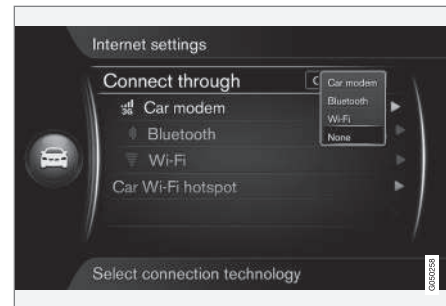 Internet settings
Connect through
Car modem
Bluetooth
Wi-Fi
None
3G Car modem
Bluetooth
Wi-Fi
Car Wi-Fi hotspot
Select connection technology
G050258